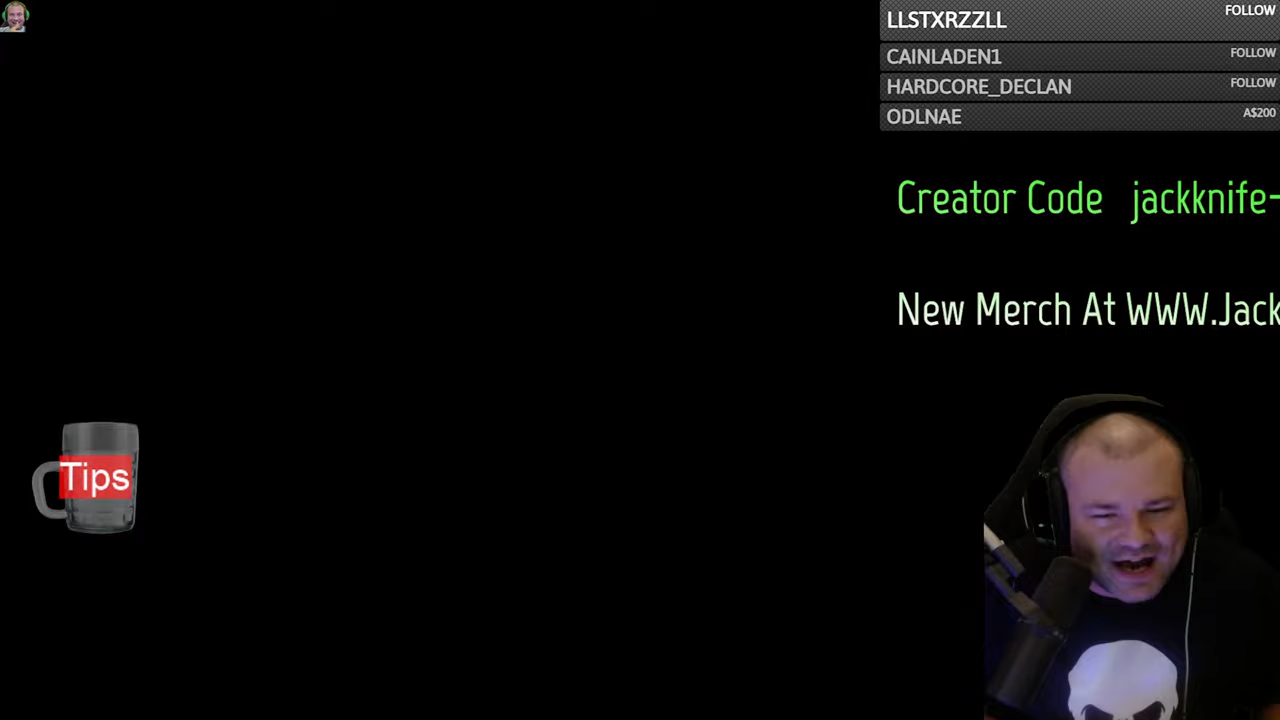 LLSTXRZZLL FOLLOW
CAINLADEN1 FOLLOW
HARDCORE_DECLAN FOLLOW
ODLNAE A$200
Creator Code jackknife-
New Merch At WWW.Jack
Tips